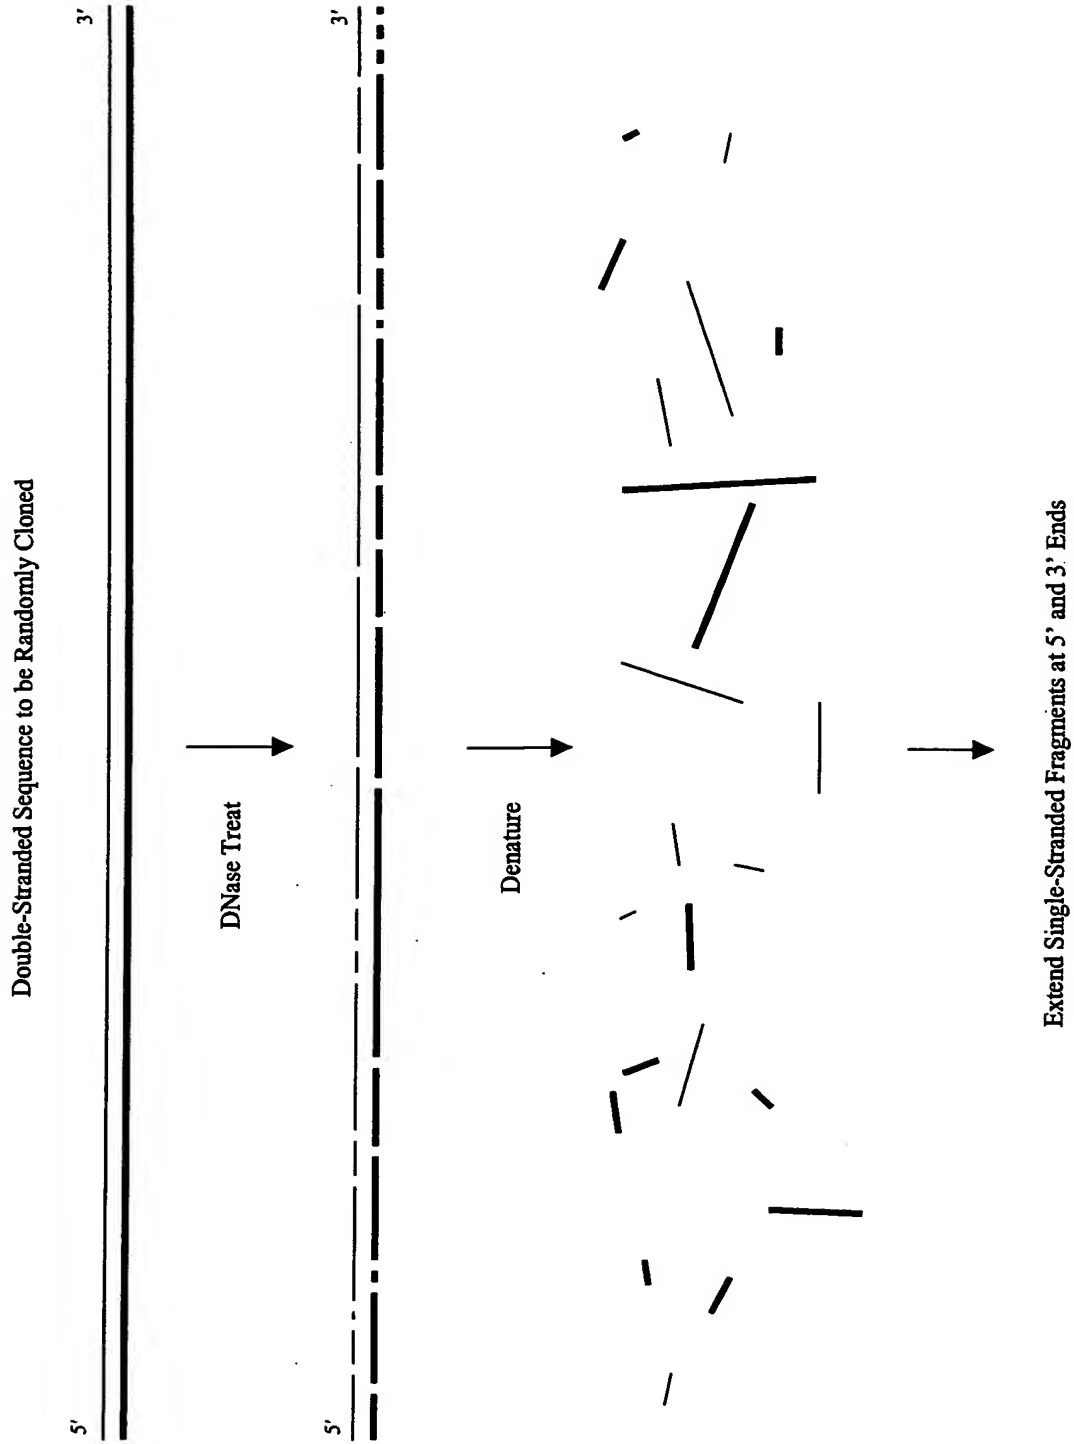 Double-Stranded Sequence to be Randomly Cloned
5' 3'
DNase Treat
5' 3'
Denature
Extend Single-Stranded Fragments at 5' and 3' Ends